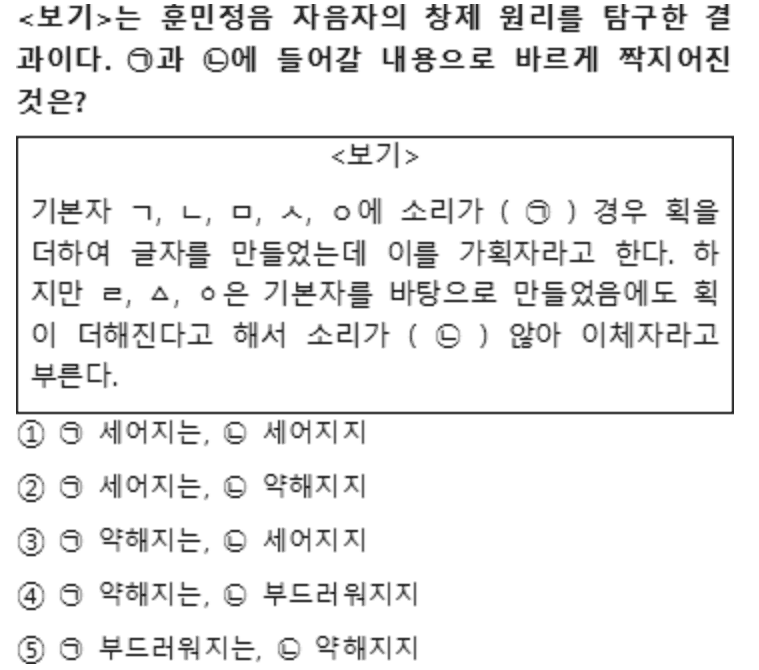 <보기>는 훈민정음 자음자의 창제 원리를 탐구한 결
과이다. ㉠과 ㉡에 들어갈 내용으로 바르게 짝지어진
것은?
<보기>
기본자 ㄱ, ㄴ, ㅁ, ㅅ, ㅇ에 소리가 ( ㉠ ) 경우 획을
더하여 글자를 만들었는데 이를 가획자라고 한다. 하
지만 ㄹ, ㅿ, ㆁ은 기본자를 바탕으로 만들었음에도 획
이 더해진다고 해서 소리가 ( ㉡ ) 않아 이체자라고
부른다.
① ㉠ 세어지는, ㉡ 세어지지
② ㉠ 세어지는, ㉡ 약해지지
③ ㉠ 약해지는, ㉡ 세어지지
④ ㉠ 약해지는, ㉡ 부드러워지지
⑤ ㉠ 부드러워지는, ㉡ 약해지지